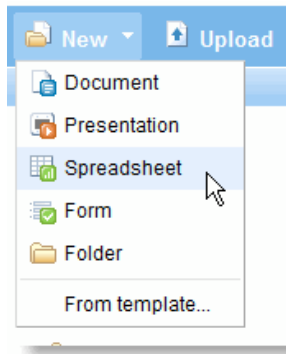 New Upload
Document
Presentation
Spreadsheet
Form
Folder
From template...